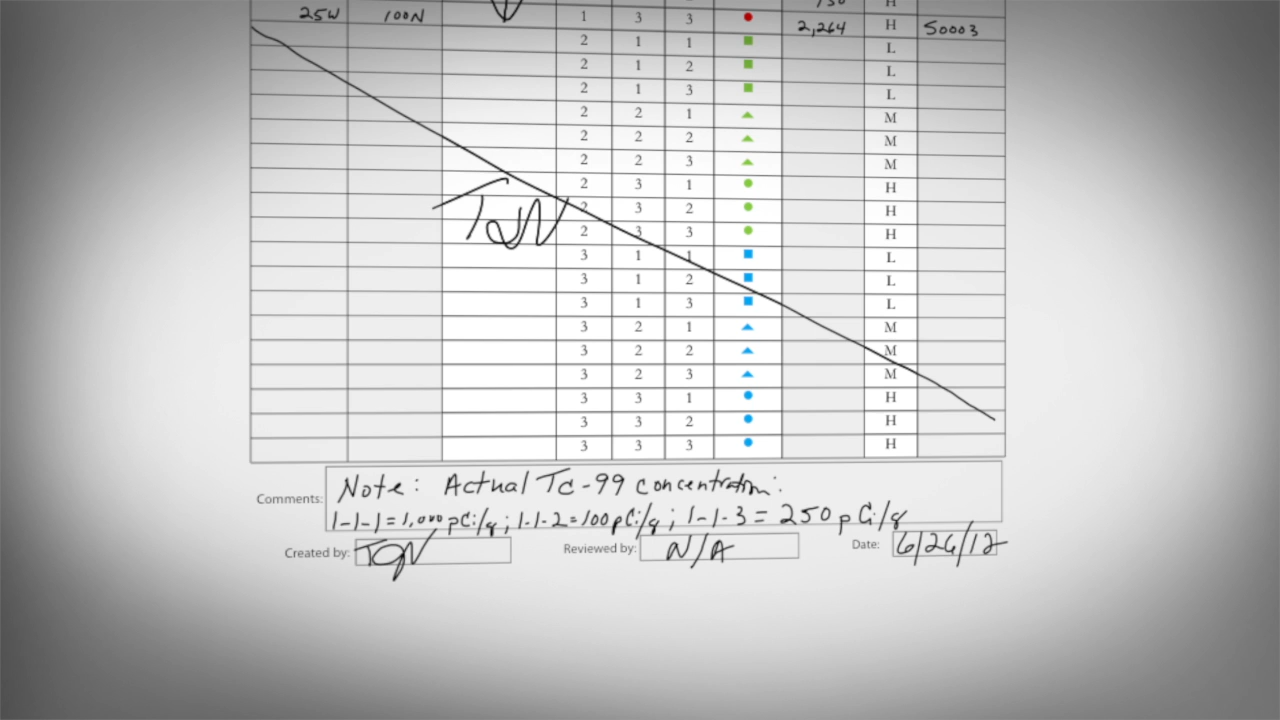 130 H
25W 100N 1 3 3 2,264 H 50003
2 1 1 L
2 1 2 L
2 1 3 L
2 2 1 M
2 2 2 M
2 2 3 M
2 3 1 H
2 3 2 H
2 3 3 H
TQN
3 1 1 L
3 1 2 L
3 1 3 L
3 2 1 M
3 2 2 M
3 2 3 M
3 3 1 H
3 3 2 H
3 3 3 H
Comments: Note: Actual Tc-99 concentration:
1-1-1=1,000 pCi/g; 1-1-2=100pCi/g; 1-1-3=250 pCi/g
Created by: TQN Reviewed by: N/A Date: 6/26/12